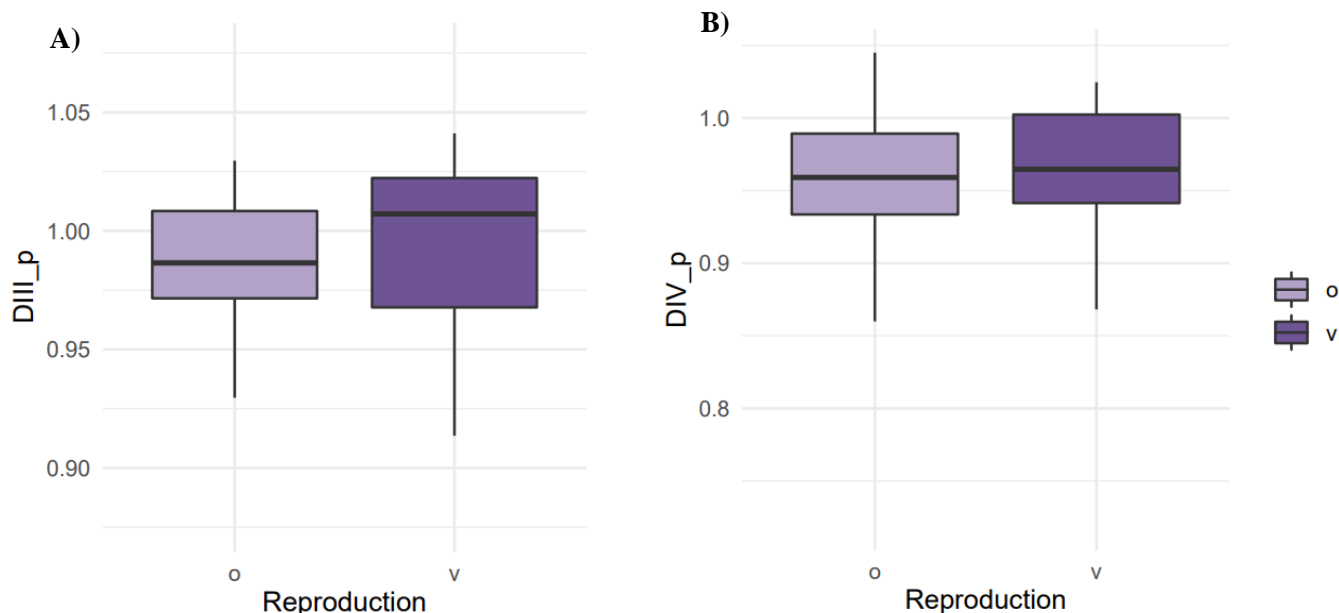 A)
DIII_p
1.05
1.00
0.95
0.90
o
v
Reproduction
B)
DIV_p
1.0
0.9
0.8
o
v
Reproduction
o
v